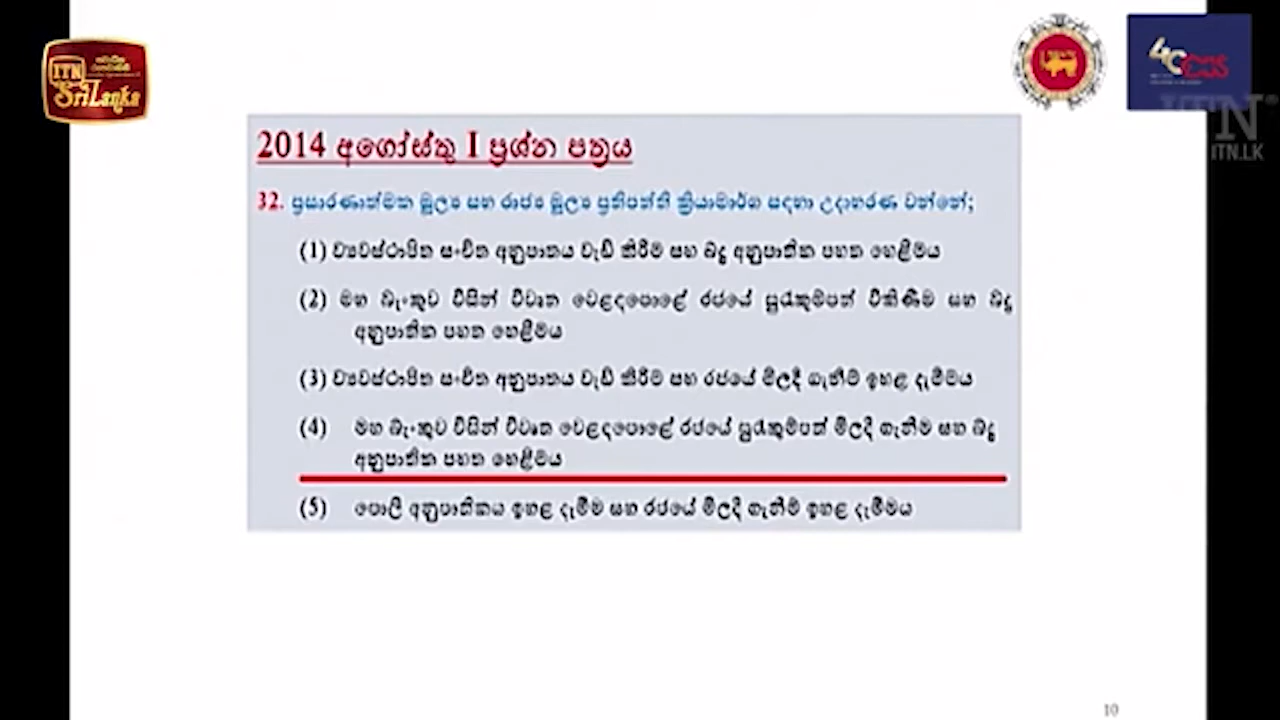 ITN
Sri Lanka
ITN
ITN.LK
2014 අගෝස්තු I ප්‍රශ්න පත්‍රය
32. ප්‍රසාරණාත්මක මූල්‍ය සහ රාජ්‍ය මූල්‍ය ප්‍රතිපත්ති ක්‍රියාමාර්ග සඳහා උදාහරණ වන්නේ;
(1) ව්‍යවස්ථාපිත සංචිත අනුපාතය වැඩි කිරීම සහ බදු අනුපාතික පහත හෙළීමය
(2) මහ බැංකුව විසින් විවෘත වෙළඳපොළේ රජයේ සුරැකුම්පත් විකිණීම සහ බදු
අනුපාතික පහත හෙළීමය
(3) ව්‍යවස්ථාපිත සංචිත අනුපාතය වැඩි කිරීම සහ රජයේ මිලදී ගැනීම් ඉහළ දැමීමය
(4) මහ බැංකුව විසින් විවෘත වෙළඳපොළේ රජයේ සුරැකුම්පත් මිලදී ගැනීම සහ බදු
අනුපාතික පහත හෙළීමය
(5) පොලී අනුපාතිකය ඉහළ දැමීම සහ රජයේ මිලදී ගැනීම් ඉහළ දැමීමය
10